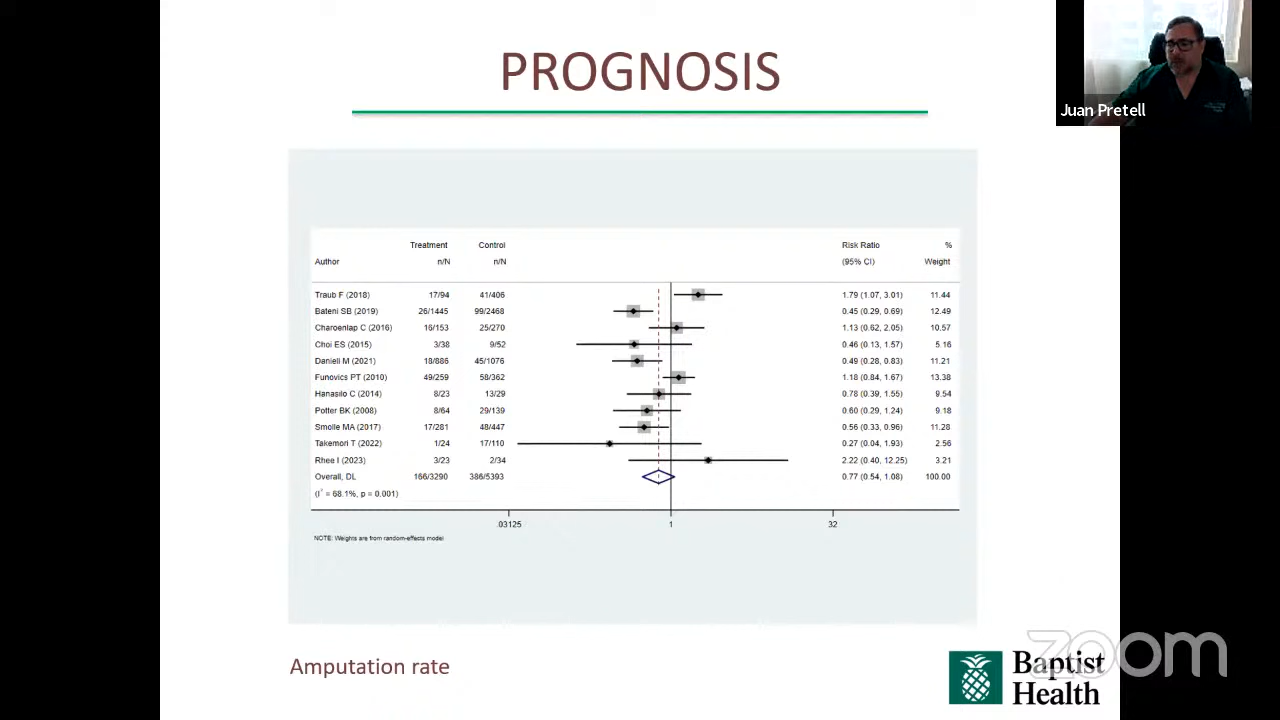 PROGNOSIS
Juan Pretell
Treatment Control Risk Ratio %
Author n/N n/N (95% CI) Weight
Traub F (2018) 17/94 41/406 1.79 (1.07, 3.01) 11.44
Bateni SB (2019) 26/1445 99/2468 0.45 (0.29, 0.69) 12.49
Charoenlap C (2016) 16/153 25/270 1.13 (0.62, 2.05) 10.57
Choi ES (2015) 3/38 9/52 0.46 (0.13, 1.57) 5.16
Danieli M (2021) 18/886 45/1076 0.49 (0.28, 0.83) 11.21
Funovics PT (2010) 49/259 58/362 1.18 (0.84, 1.67) 13.38
Hanasilo C (2014) 8/23 13/29 0.78 (0.39, 1.55) 9.54
Potter BK (2008) 8/64 29/139 0.60 (0.29, 1.24) 9.18
Smolle MA (2017) 17/281 48/447 0.56 (0.33, 0.96) 11.28
Takemori T (2022) 1/24 17/110 0.27 (0.04, 1.93) 2.56
Rhee I (2023) 3/23 2/34 2.22 (0.40, 12.25) 3.21
Overall, DL 166/3290 386/5393 0.77 (0.54, 1.08) 100.00
(I² = 68.1%, p = 0.001)
.03125 1 32
NOTE: Weights are from random-effects model
Amputation rate
zoom
Baptist
Health